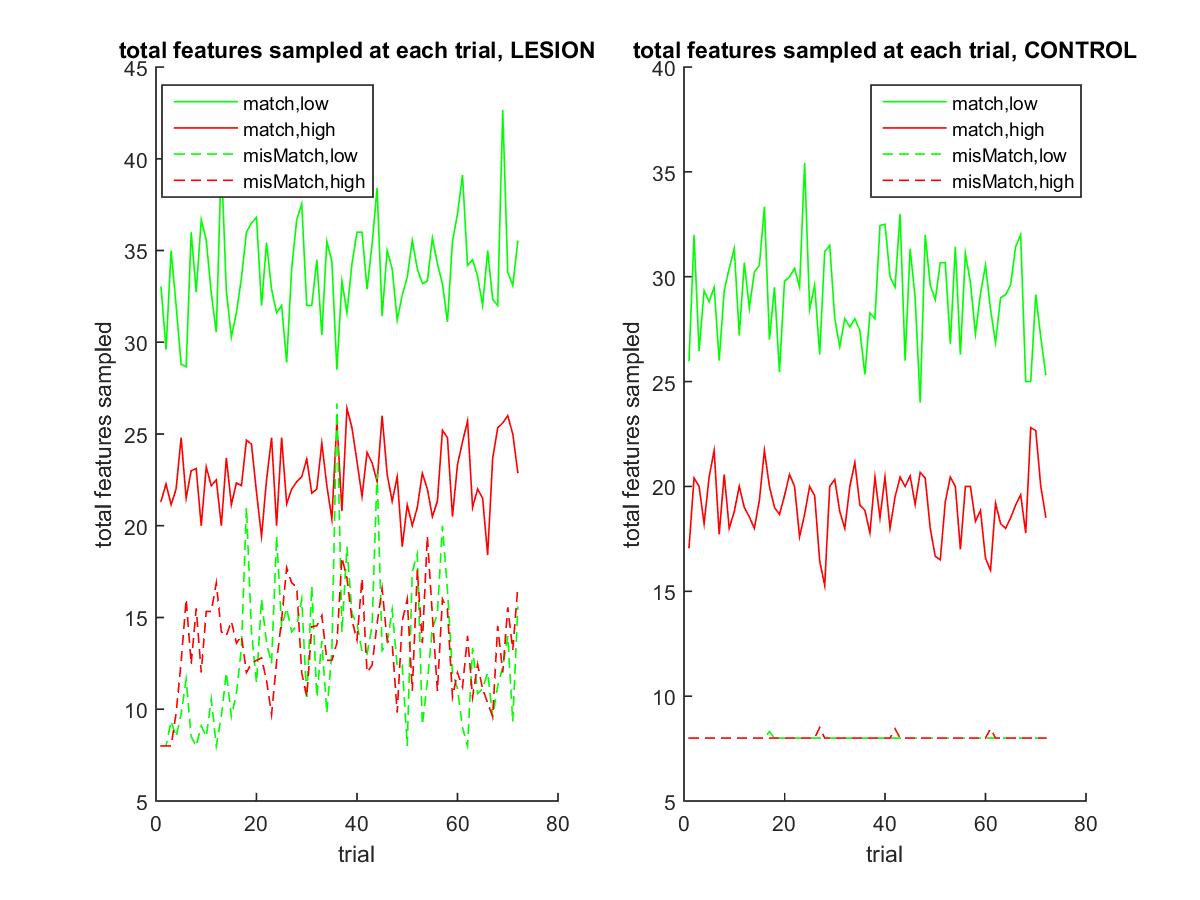 total features sampled at each trial, LESION
45
40
35
30
25
20
15
10
5
total features sampled
match,low
match,high
misMatch,low
misMatch,high
0 20 40 60 80
trial
total features sampled at each trial, CONTROL
40
35
30
25
20
15
10
5
total features sampled
match,low
match,high
misMatch,low
misMatch,high
0 20 40 60 80
trial